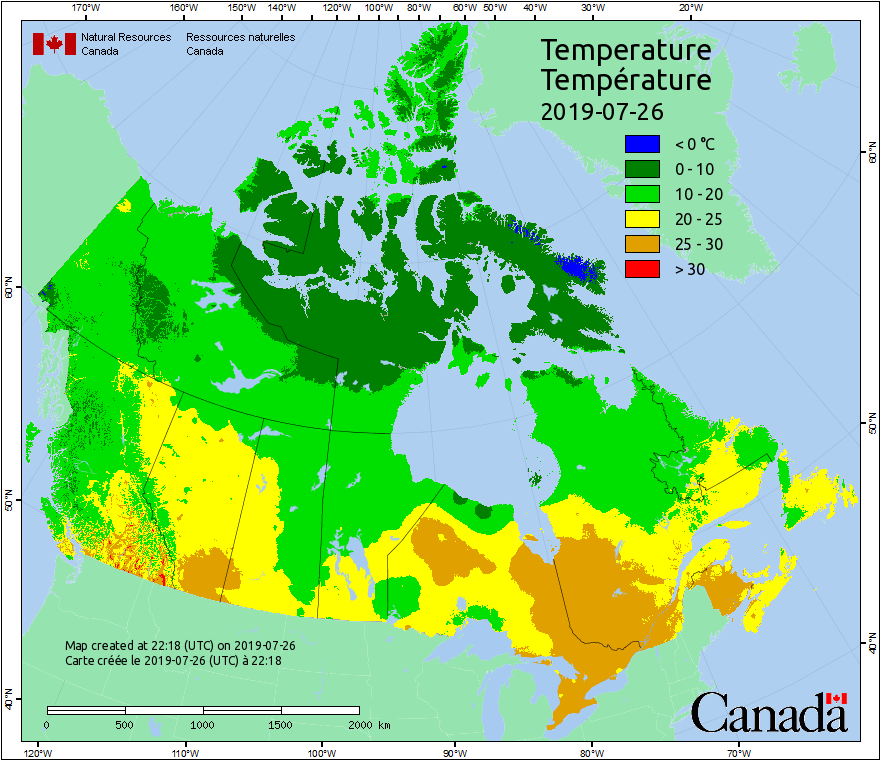 170°W 160°W 150°W 140°W 120°W 100°W 80°W 60°W 50°W 40°W 30°W 20°W
Natural Resources Ressources naturelles
Canada Canada
Temperature
Température
2019-07-26
< 0 °C
0 - 10
10 - 20
20 - 25
25 - 30
> 30
60°N 60°N
50°N 50°N
40°N 40°N
Map created at 22:18 (UTC) on 2019-07-26
Carte créée le 2019-07-26 (UTC) à 22:18
0 500 1000 1500 2000 km
Canada
120°W 110°W 100°W 90°W 80°W 70°W